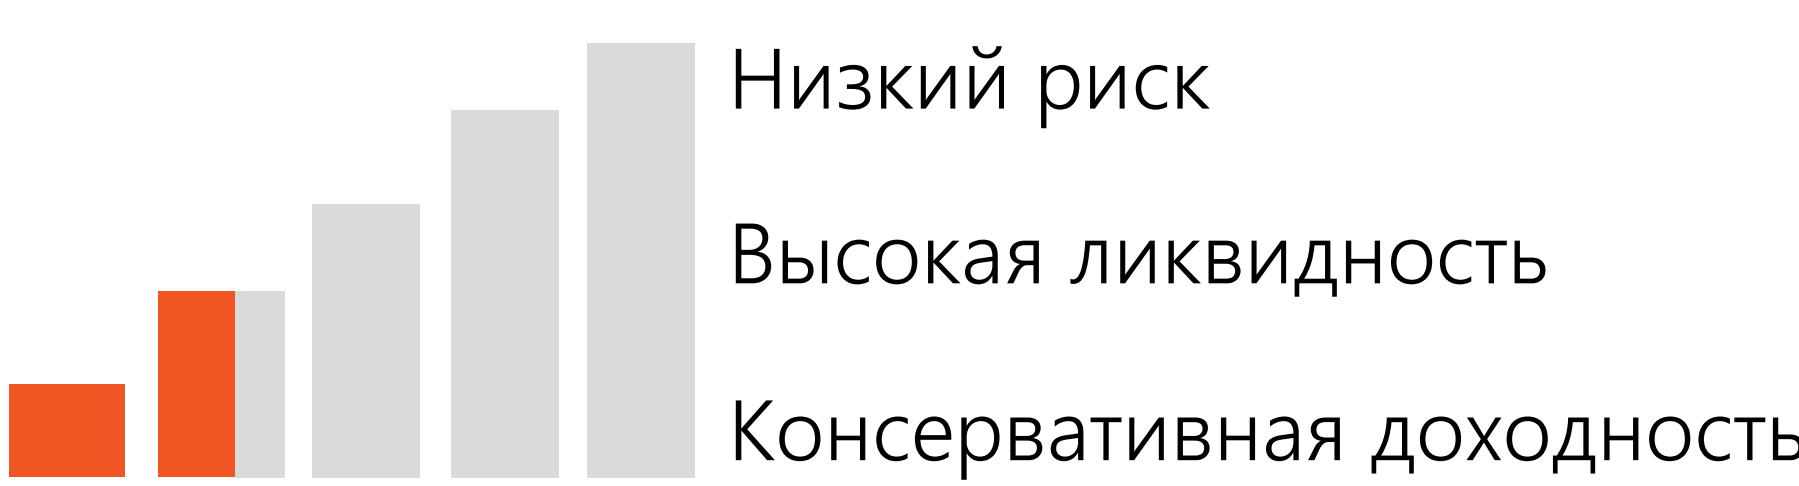 Низкий риск
Высокая ликвидность
Консервативная доходность